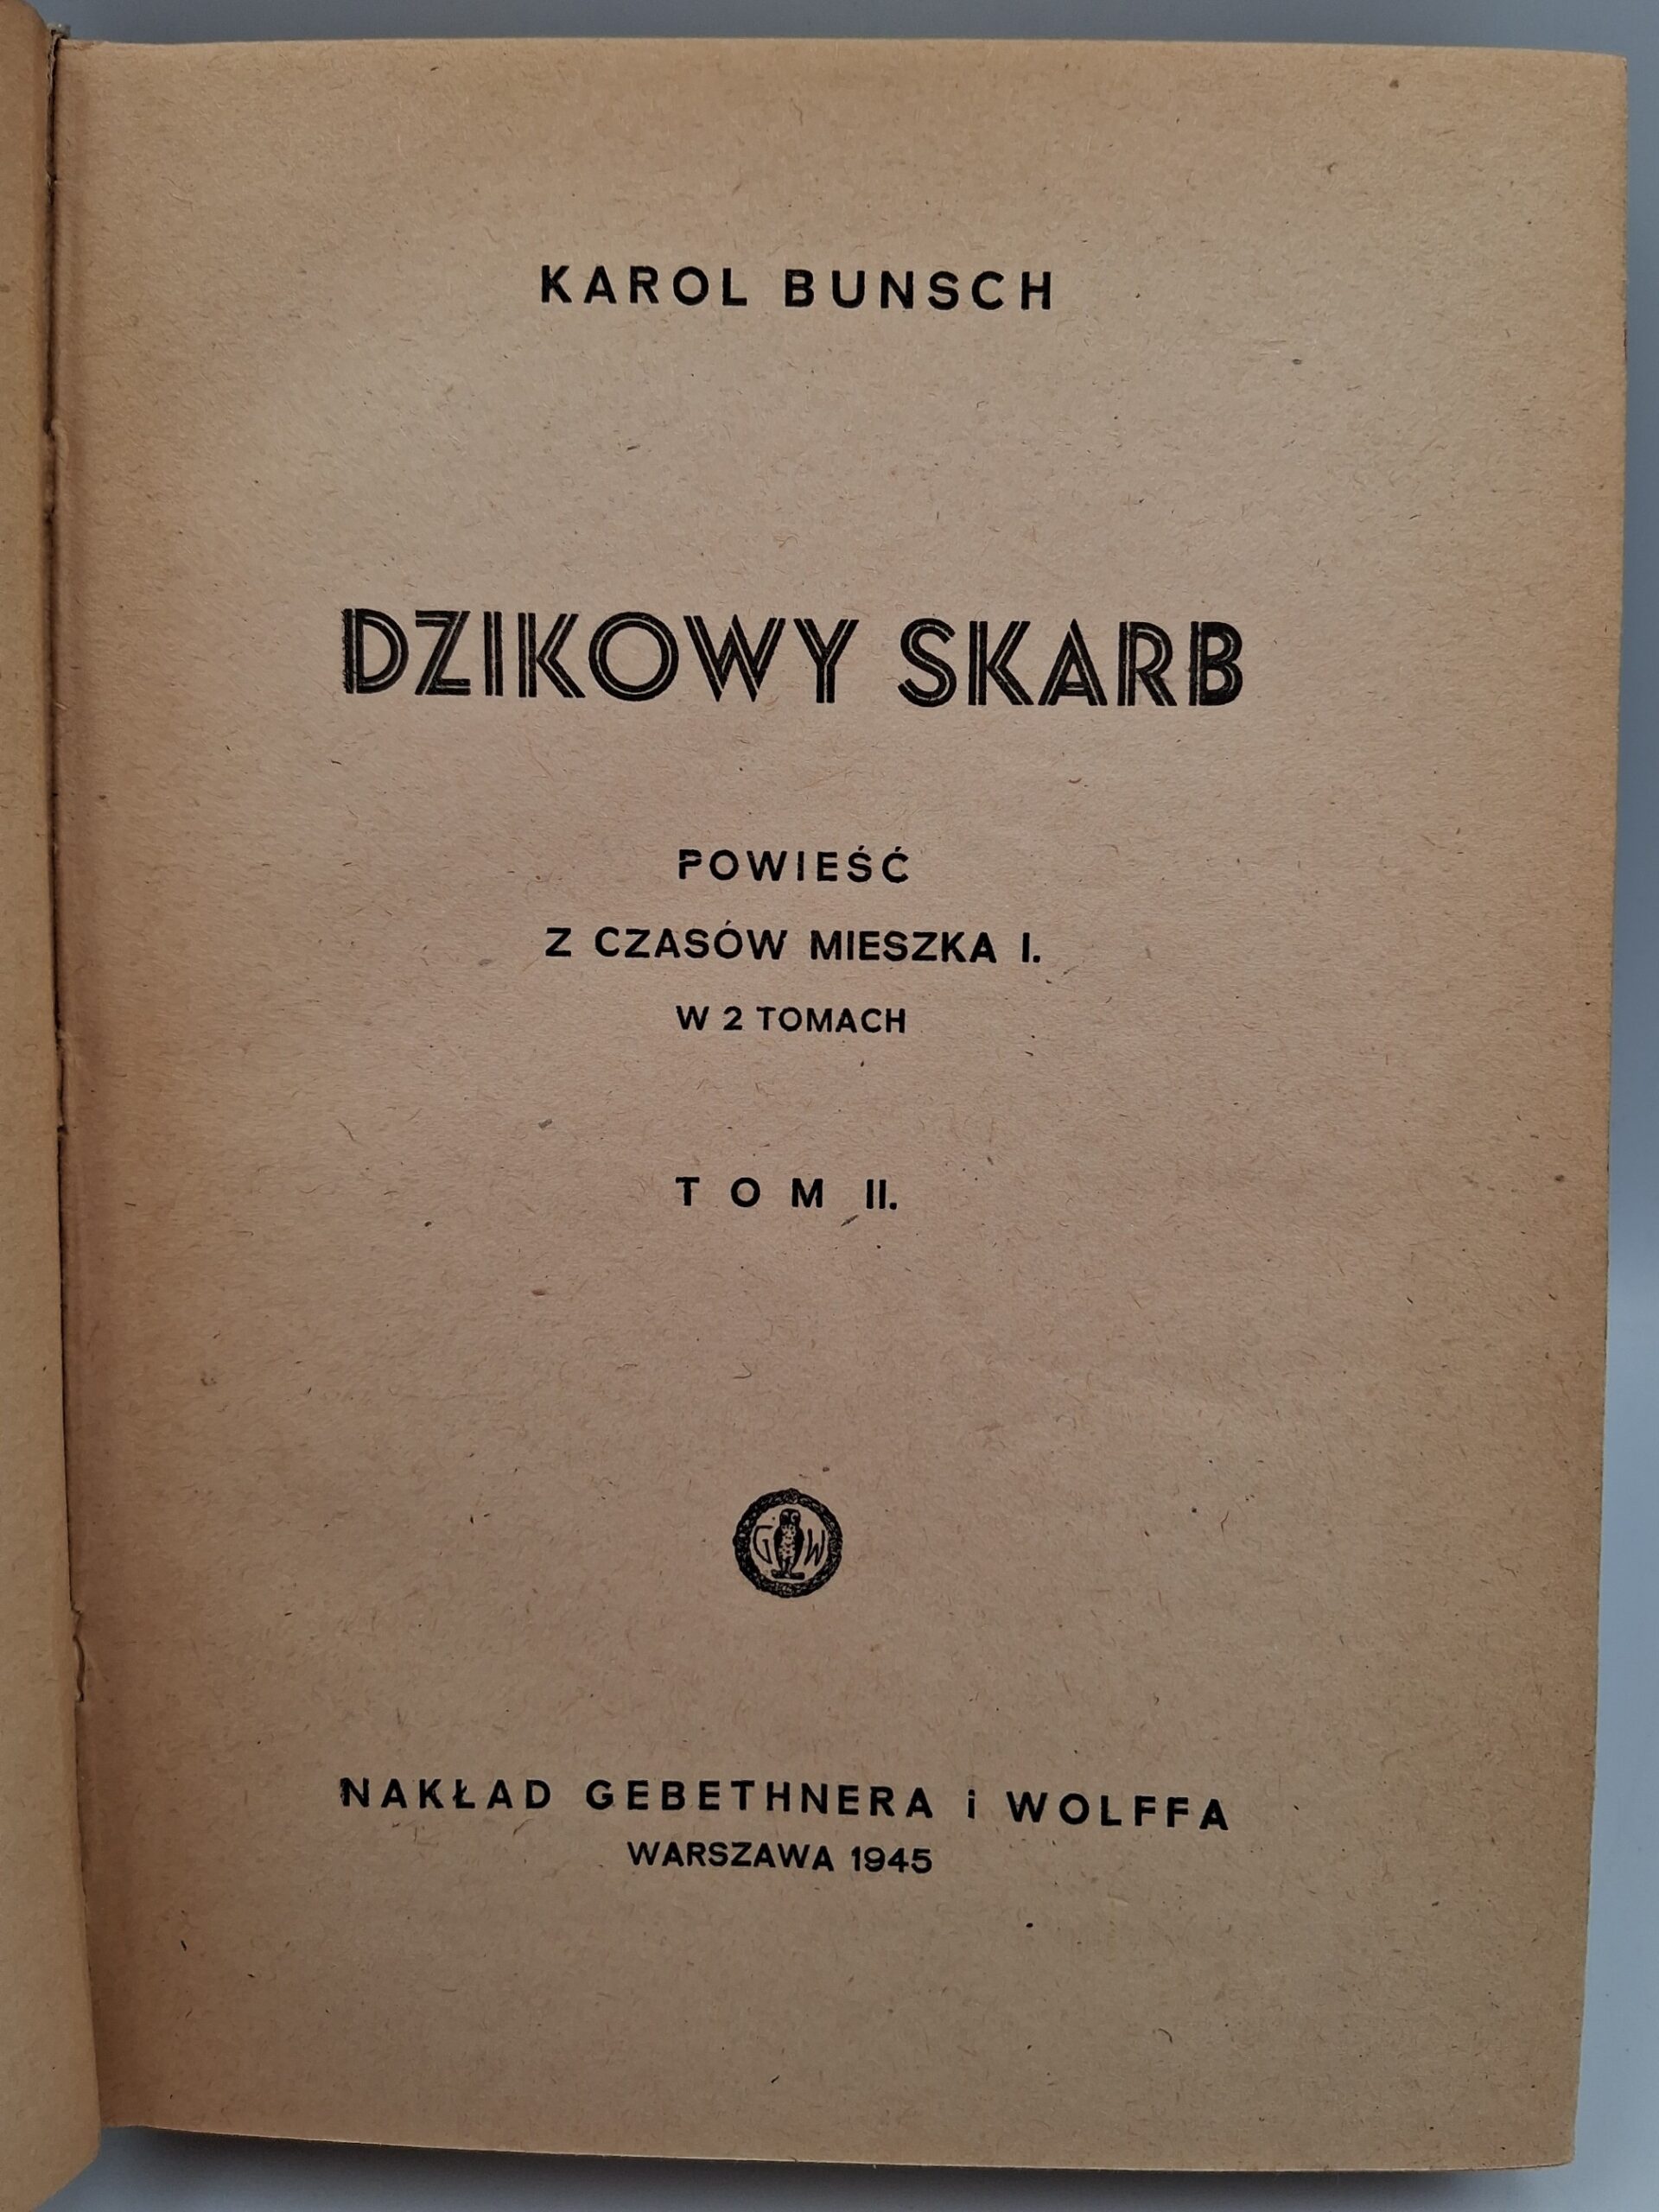 KAROL BUNSCH
DZIKOWY SKARB
POWIEŚĆ
Z CZASÓW MIESZKA I.
W 2 TOMACH
TOM II.
G W
NAKŁAD GEBETHNERA i WOLFFA
WARSZAWA 1945